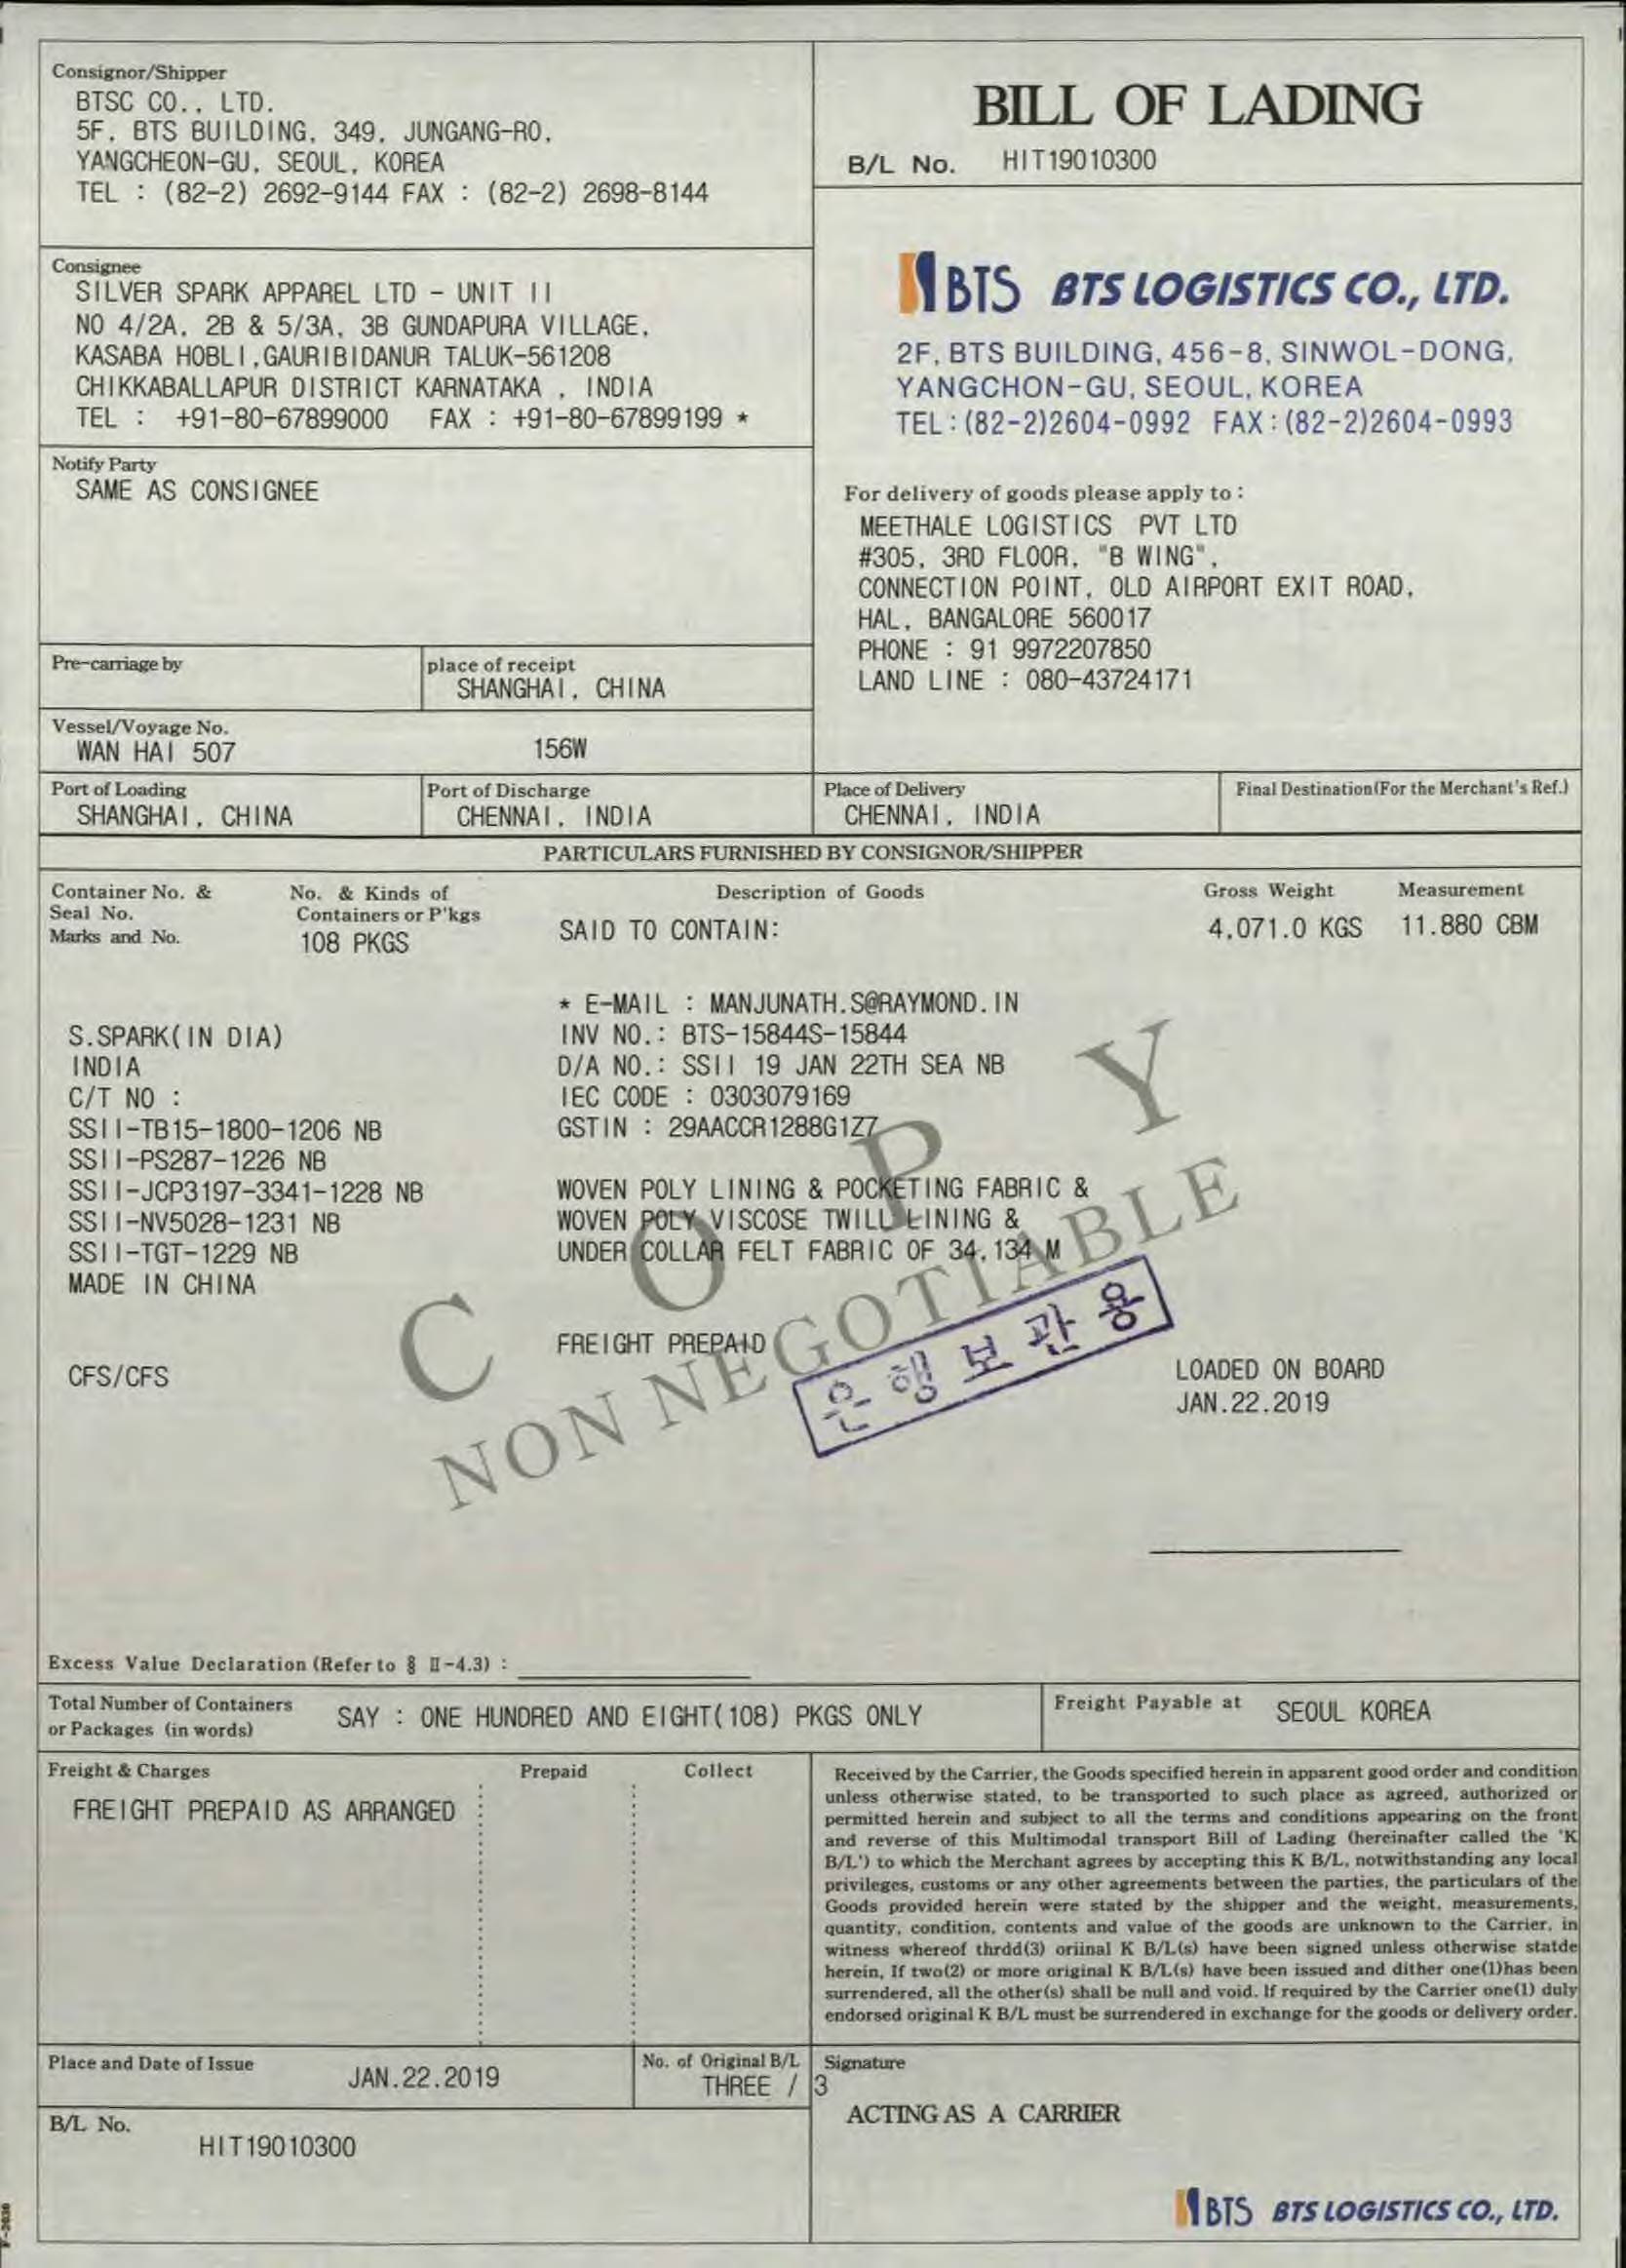 Consignor/Shipper
BTSC CO., LTD.
5F, BTS BUILDING, 349, JUNGANG-RO,
YANGCHEON-GU, SEOUL, KOREA
TEL : (82-2) 2692-9144 FAX : (82-2) 2698-8144
BILL OF LADING
B/L No. HIT19010300
Consignee
SILVER SPARK APPAREL LTD - UNIT II
NO 4/2A, 2B & 5/3A, 3B GUNDAPURA VILLAGE,
KASABA HOBLI,GAURIBIDANUR TALUK-561208
CHIKKABALLAPUR DISTRICT KARNATAKA , INDIA
TEL : +91-80-67899000 FAX : +91-80-67899199 *
BTS BTS LOGISTICS CO., LTD.
2F, BTS BUILDING, 456-8, SINWOL-DONG,
YANGCHON-GU, SEOUL, KOREA
TEL : (82-2)2604-0992 FAX : (82-2)2604-0993
Notify Party
SAME AS CONSIGNEE
For delivery of goods please apply to :
MEETHALE LOGISTICS PVT LTD
#305, 3RD FLOOR, "B WING",
CONNECTION POINT, OLD AIRPORT EXIT ROAD,
HAL, BANGALORE 560017
PHONE : 91 9972207850
LAND LINE : 080-43724171
Pre-carriage by
place of receipt
SHANGHAI, CHINA
Vessel/Voyage No.
WAN HAI 507 156W
Port of Loading
SHANGHAI, CHINA
Port of Discharge
CHENNAI, INDIA
Place of Delivery
CHENNAI, INDIA
Final Destination(For the Merchant's Ref.)
PARTICULARS FURNISHED BY CONSIGNOR/SHIPPER
Container No. &
Seal No.
Marks and No.
No. & Kinds of
Containers or P'kgs
108 PKGS
Description of Goods
SAID TO CONTAIN:
Gross Weight
4,071.0 KGS
Measurement
11.880 CBM
S.SPARK(IN DIA)
INDIA
C/T NO :
SSII-TB15-1800-1206 NB
SSII-PS287-1226 NB
SSII-JCP3197-3341-1228 NB
SSII-NV5028-1231 NB
SSII-TGT-1229 NB
MADE IN CHINA
CFS/CFS
* E-MAIL : MANJUNATH.S@RAYMOND.IN
INV NO.: BTS-15844S-15844
D/A NO.: SSII 19 JAN 22TH SEA NB
IEC CODE : 0303079169
GSTIN : 29AACCR1288G1Z7
WOVEN POLY LINING & POCKETING FABRIC &
WOVEN POLY VISCOSE TWILL LINING &
UNDER COLLAR FELT FABRIC OF 34,134 M
FREIGHT PREPAID
COPY
NON NEGOTIABLE
은행보관용
LOADED ON BOARD
JAN.22.2019
Excess Value Declaration (Refer to § II-4.3) :
Total Number of Containers
or Packages (in words)
SAY : ONE HUNDRED AND EIGHT(108) PKGS ONLY
Freight Payable at SEOUL KOREA
Freight & Charges Prepaid Collect
FREIGHT PREPAID AS ARRANGED
Received by the Carrier, the Goods specified herein in apparent good order and condition
unless otherwise stated, to be transported to such place as agreed, authorized or
permitted herein and subject to all the terms and conditions appearing on the front
and reverse of this Multimodal transport Bill of Lading (hereinafter called the 'K
B/L') to which the Merchant agrees by accepting this K B/L, notwithstanding any local
privileges, customs or any other agreements between the parties, the particulars of the
Goods provided herein were stated by the shipper and the weight, measurements,
quantity, condition, contents and value of the goods are unknown to the Carrier, in
witness whereof thrdd(3) oriinal K B/L(s) have been signed unless otherwise statde
herein, If two(2) or more original K B/L(s) have been issued and dither one(1)has been
surrendered, all the other(s) shall be null and void. If required by the Carrier one(1) duly
endorsed original K B/L must be surrendered in exchange for the goods or delivery order.
Place and Date of Issue
JAN.22.2019
No. of Original B/L
THREE / 3
Signature
ACTING AS A CARRIER
B/L No.
HIT19010300
BTS BTS LOGISTICS CO., LTD.